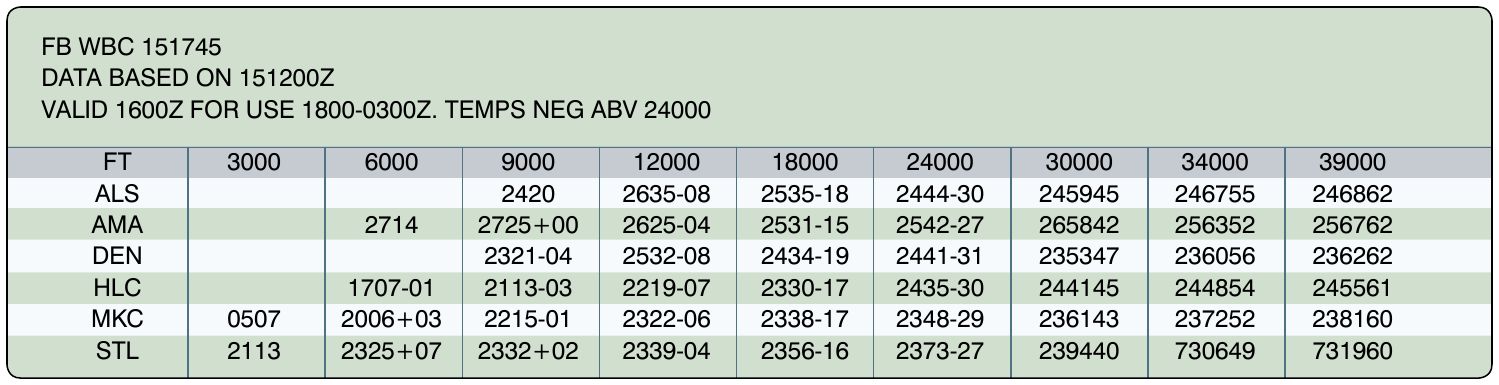 FB WBC 151745
DATA BASED ON 151200Z
VALID 1600Z FOR USE 1800-0300Z. TEMPS NEG ABV 24000
FT 3000 6000 9000 12000 18000 24000 30000 34000 39000
ALS 2420 2635-08 2535-18 2444-30 245945 246755 246862
AMA 2714 2725+00 2625-04 2531-15 2542-27 265842 256352 256762
DEN 2321-04 2532-08 2434-19 2441-31 235347 236056 236262
HLC 1707-01 2113-03 2219-07 2330-17 2435-30 244145 244854 245561
MKC 0507 2006+03 2215-01 2322-06 2338-17 2348-29 236143 237252 238160
STL 2113 2325+07 2332+02 2339-04 2356-16 2373-27 239440 730649 731960